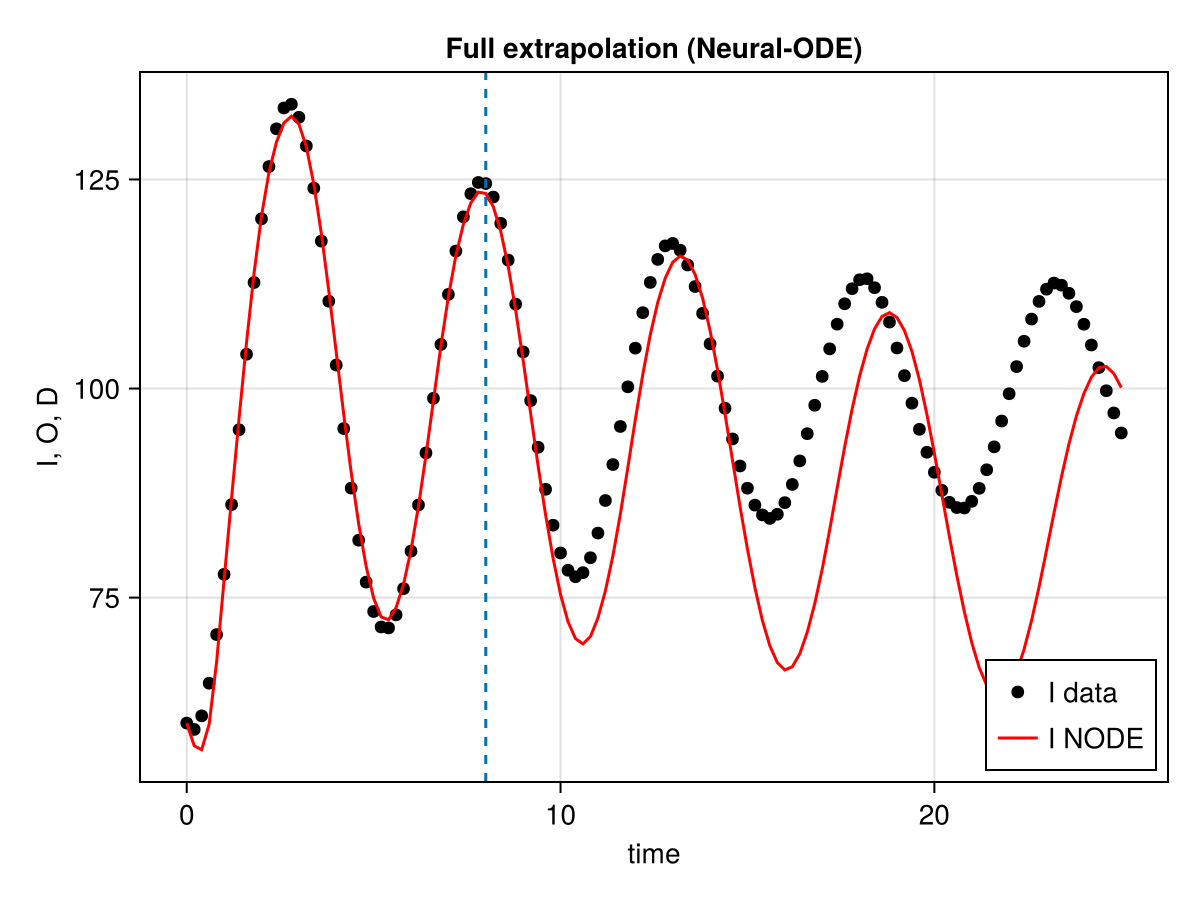 Full extrapolation (Neural-ODE)
125
100
75
I, O, D
0
10
20
time
I data
I NODE